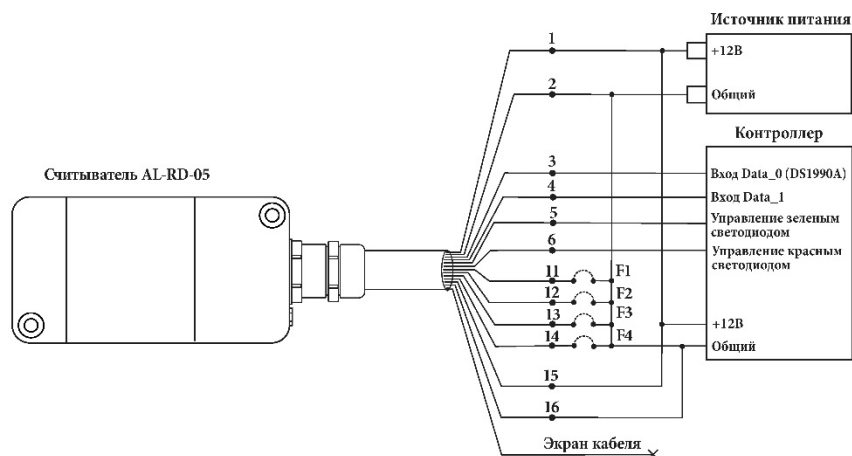 Источник питания
1
+12В
2
Общий
Контроллер
Считыватель AL-RD-05
3
Вход Data_0 (DS1990A)
4
Вход Data_1
5
Управление зеленым
светодиодом
6
Управление красным
светодиодом
11
F1
12
F2
13
F3
+12В
14
F4
Общий
15
16
Экран кабеля